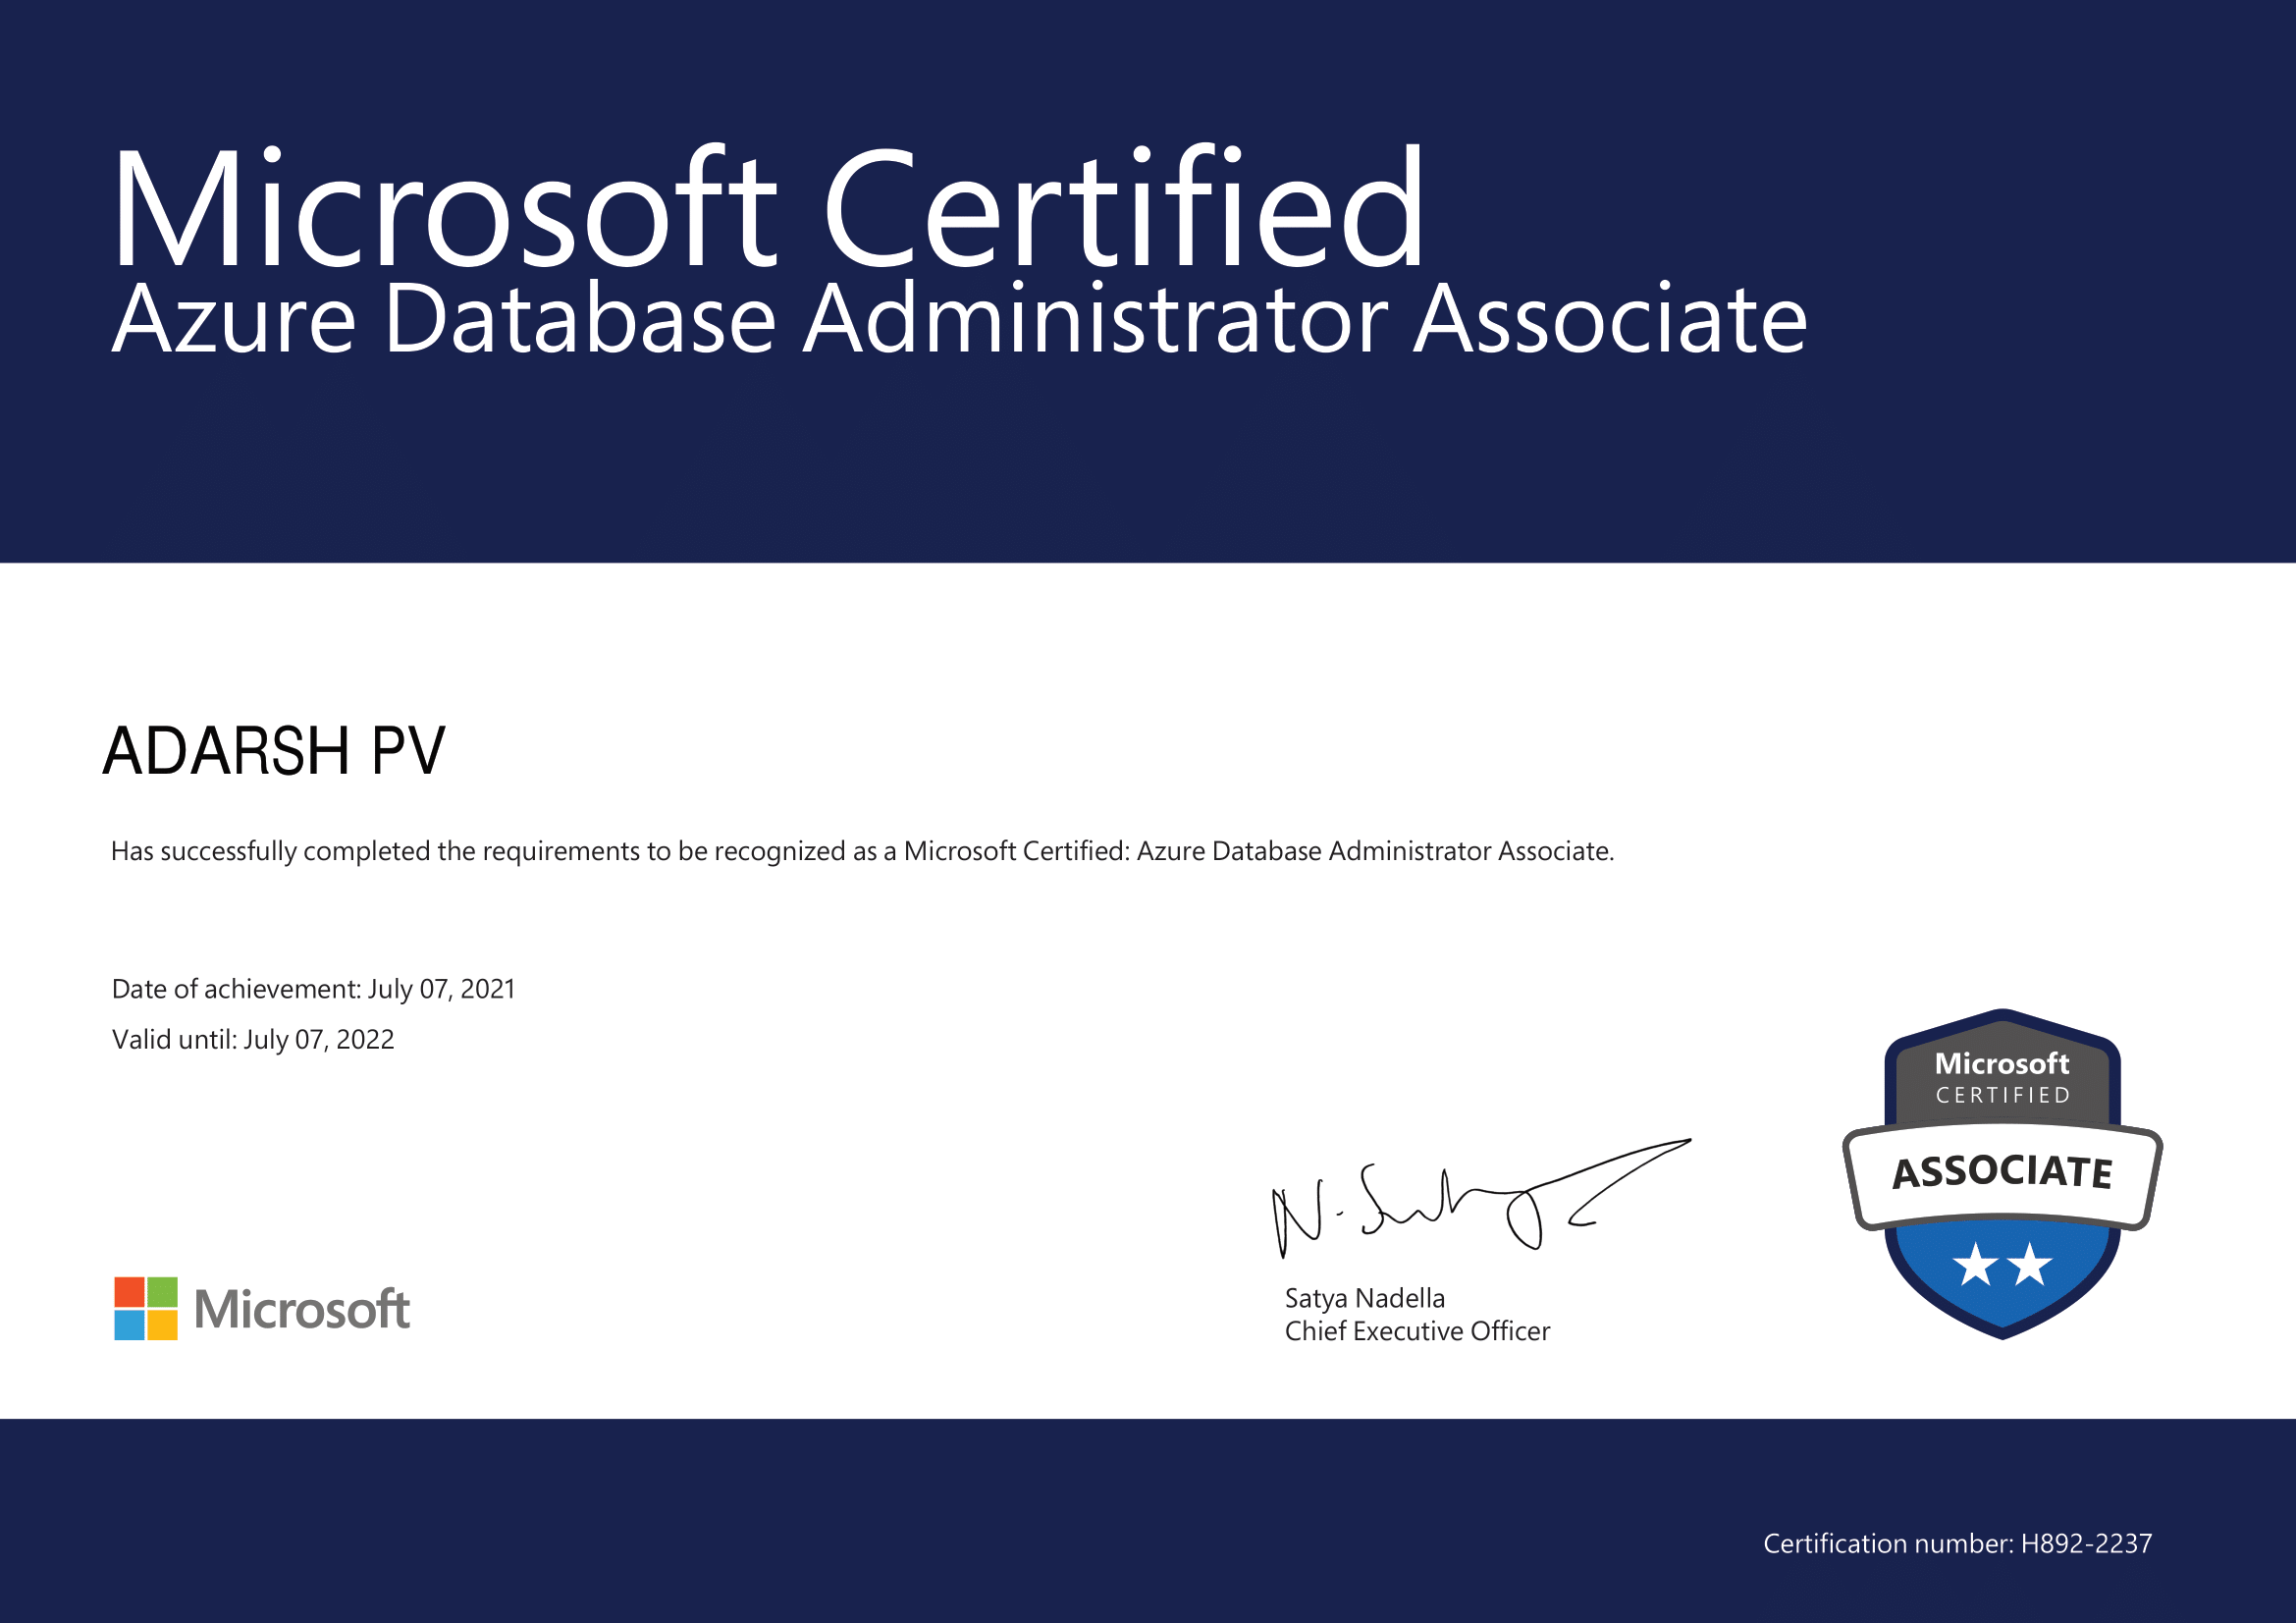 Microsoft Certified
Azure Database Administrator Associate
ADARSH PV
Has successfully completed the requirements to be recognized as a Microsoft Certified: Azure Database Administrator Associate.
Date of achievement: July 07, 2021
Valid until: July 07, 2022
Microsoft
CERTIFIED
ASSOCIATE
Satya Nadella
Chief Executive Officer
Microsoft
Certification number: H892-2237